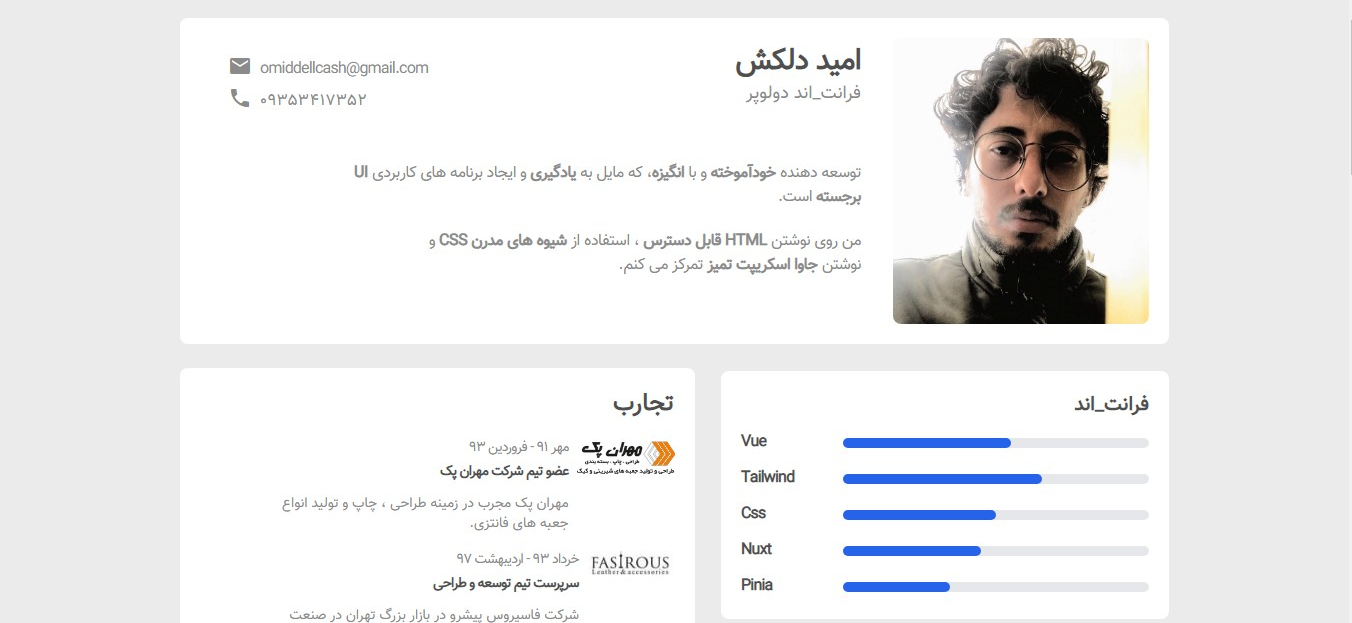 امید دلکش
فرانت_اند دولوپر
omiddellcash@gmail.com
۰۹۳۵۳۴۱۷۳۵۲
توسعه دهنده خودآموخته و با انگیزه، که مایل به یادگیری و ایجاد برنامه های کاربردی UI
برجسته است.
من روی نوشتن HTML قابل دسترس ، استفاده از شیوه های مدرن CSS و
نوشتن جاوا اسکریپت تمیز تمرکز می کنم.
فرانت_اند
Vue
Tailwind
Css
Nuxt
Pinia
تجارب
مهران پک
طراحی ، چاپ ، بسته بندی
طراحی و تولید جعبه های شیرینی و کیک
مهر ۹۱ - فروردین ۹۳
عضو تیم شرکت مهران پک
مهران پک مجرب در زمینه طراحی ، چاپ و تولید انواع
جعبه های فانتزی.
FASIROUS
Leather & accessories
خرداد ۹۳ - اردیبهشت ۹۷
سرپرست تیم توسعه و طراحی
شرکت فاسیروس پیشرو در بازار بزرگ تهران در صنعت